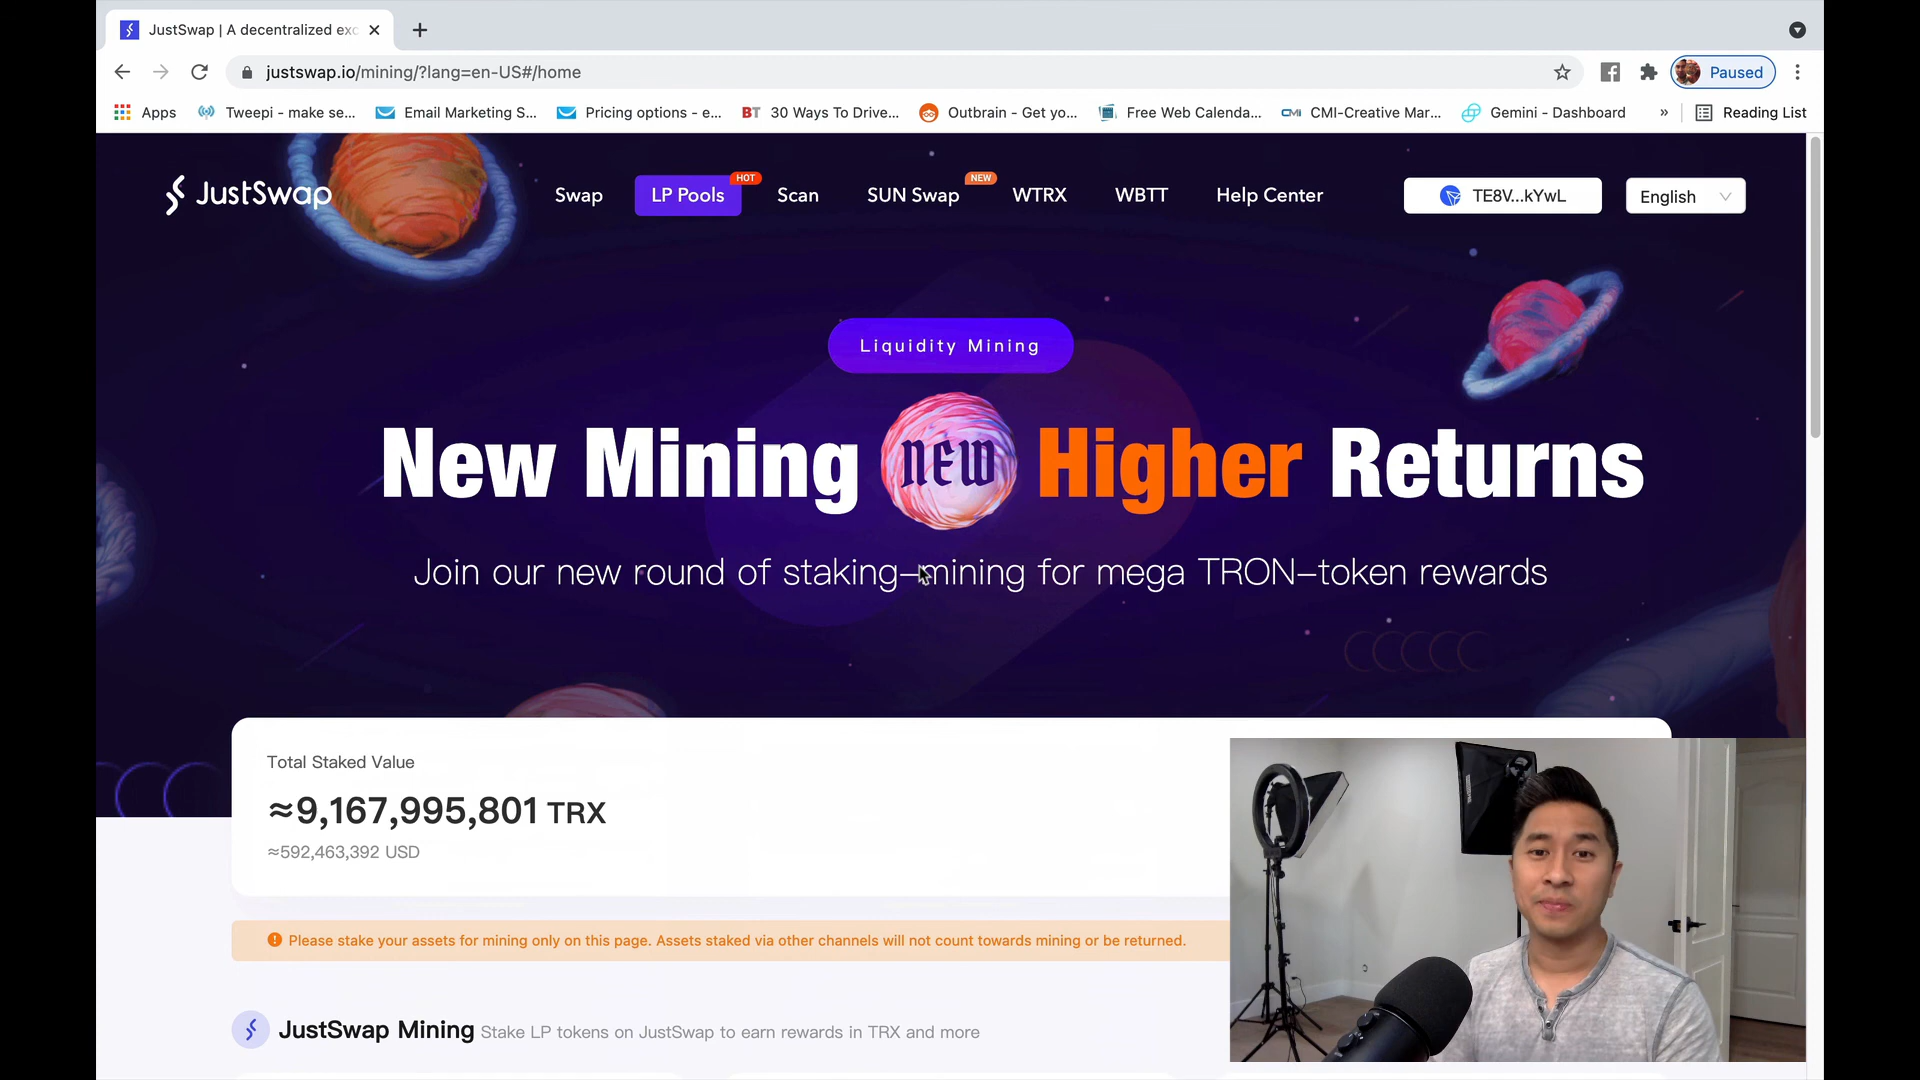 JustSwap | A decentralized exc
justswap.io/mining/?lang=en-US#/home
Paused
Apps
Tweepi - make se...
Email Marketing S...
Pricing options - e...
BT 30 Ways To Drive...
Outbrain - Get yo...
Free Web Calenda...
CMI CMI-Creative Mar...
Gemini - Dashboard
»
Reading List
JustSwap
Swap
LP Pools
HOT
Scan
SUN Swap
NEW
WTRX
WBTT
Help Center
TE8V...kYwL
English
Liquidity Mining
New Mining NEW Higher Returns
Join our new round of staking–mining for mega TRON–token rewards
Total Staked Value
≈9,167,995,801 TRX
≈592,463,392 USD
Please stake your assets for mining only on this page. Assets staked via other channels will not count towards mining or be returned.
JustSwap Mining Stake LP tokens on JustSwap to earn rewards in TRX and more